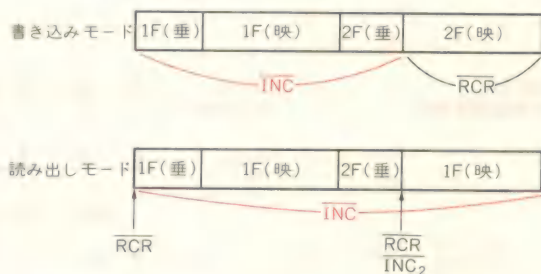 書き込みモード 1F(垂) 1F(映) 2F(垂) 2F(映)
INC RCR
読み出しモード 1F(垂) 1F(映) 2F(垂) 1F(映)
INC
RCR RCR
INC₂